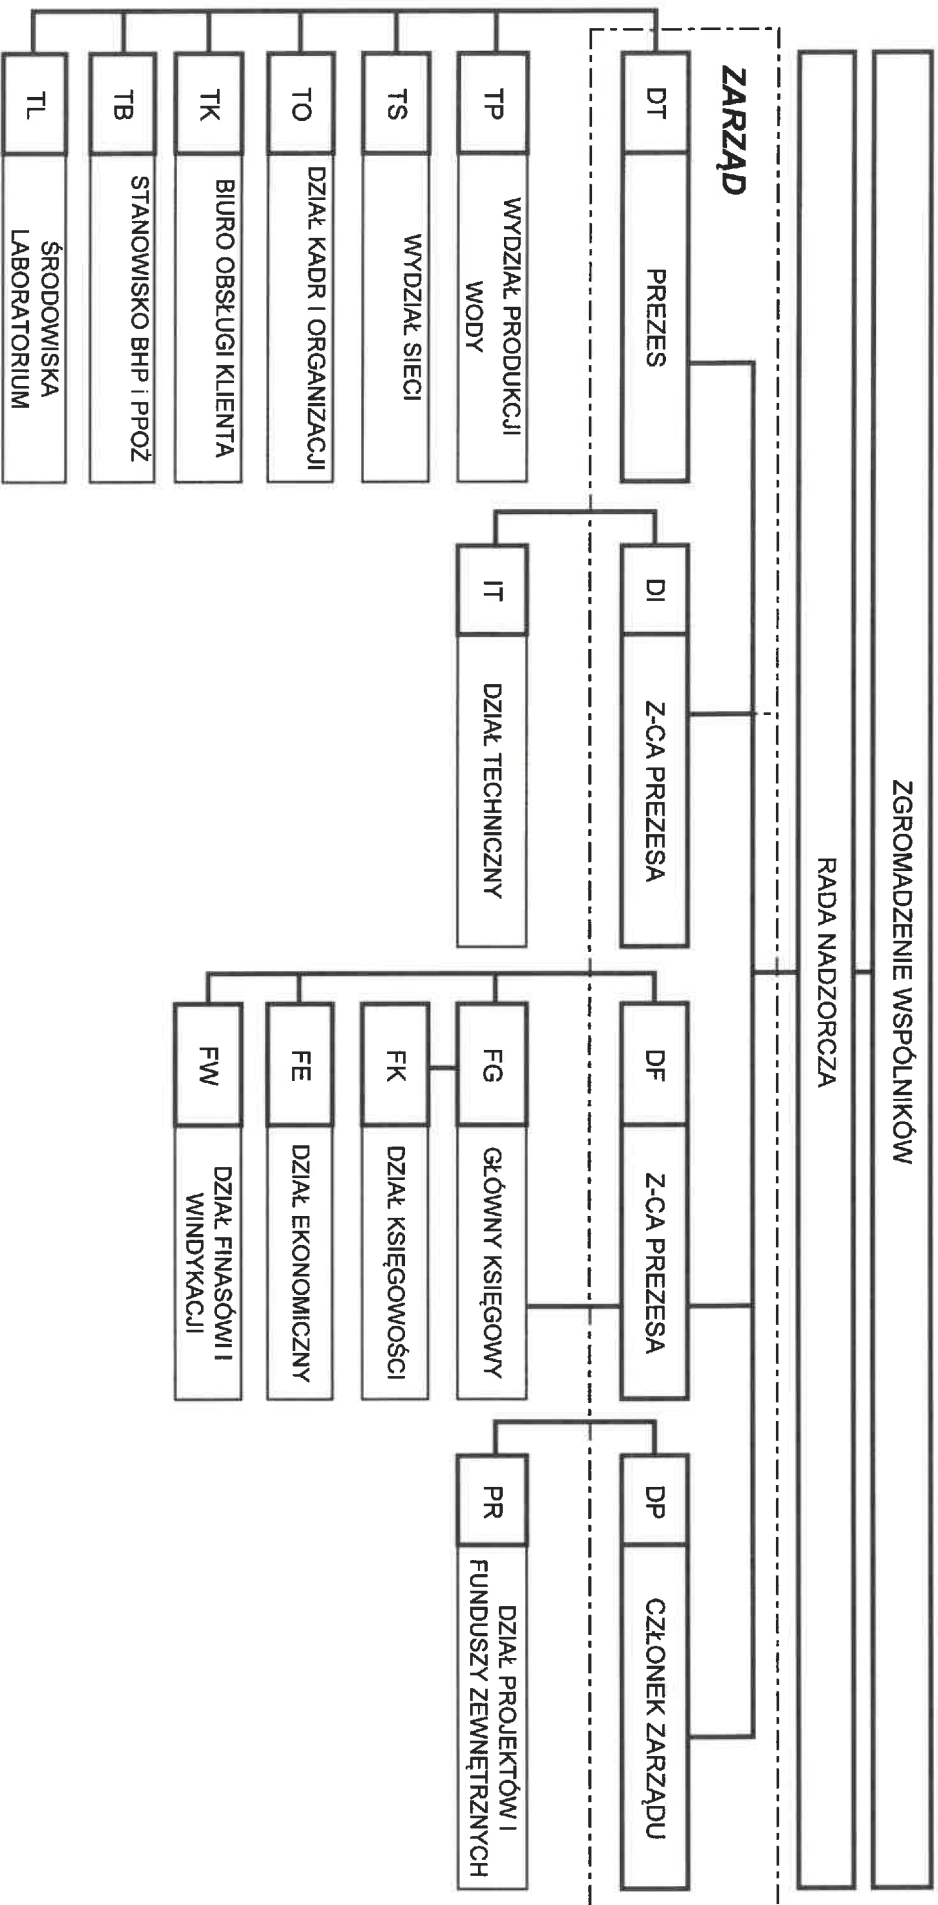 ZGROMADZENIE WSPÓLNIKÓW
RADA NADZORCZA
ZARZĄD
DT
PREZES
DI
Z-CA PREZESA
DF
Z-CA PREZESA
DP
CZŁONEK ZARZĄDU
TP
WYDZIAŁ PRODUKCJI
WODY
TS
WYDZIAŁ SIECI
TO
DZIAŁ KADR I ORGANIZACJI
TK
BIURO OBSŁUGI KLIENTA
TB
STANOWISKO BHP i PPOŻ
TL
ŚRODOWISKA
LABORATORIUM
IT
DZIAŁ TECHNICZNY
FG
GŁÓWNY KSIĘGOWY
FK
DZIAŁ KSIĘGOWOŚCI
FE
DZIAŁ EKONOMICZNY
FW
DZIAŁ FINASÓWI I
WINDYKACJI
PR
DZIAŁ PROJEKTÓW I
FUNDUSZY ZEWNĘTRZNYCH